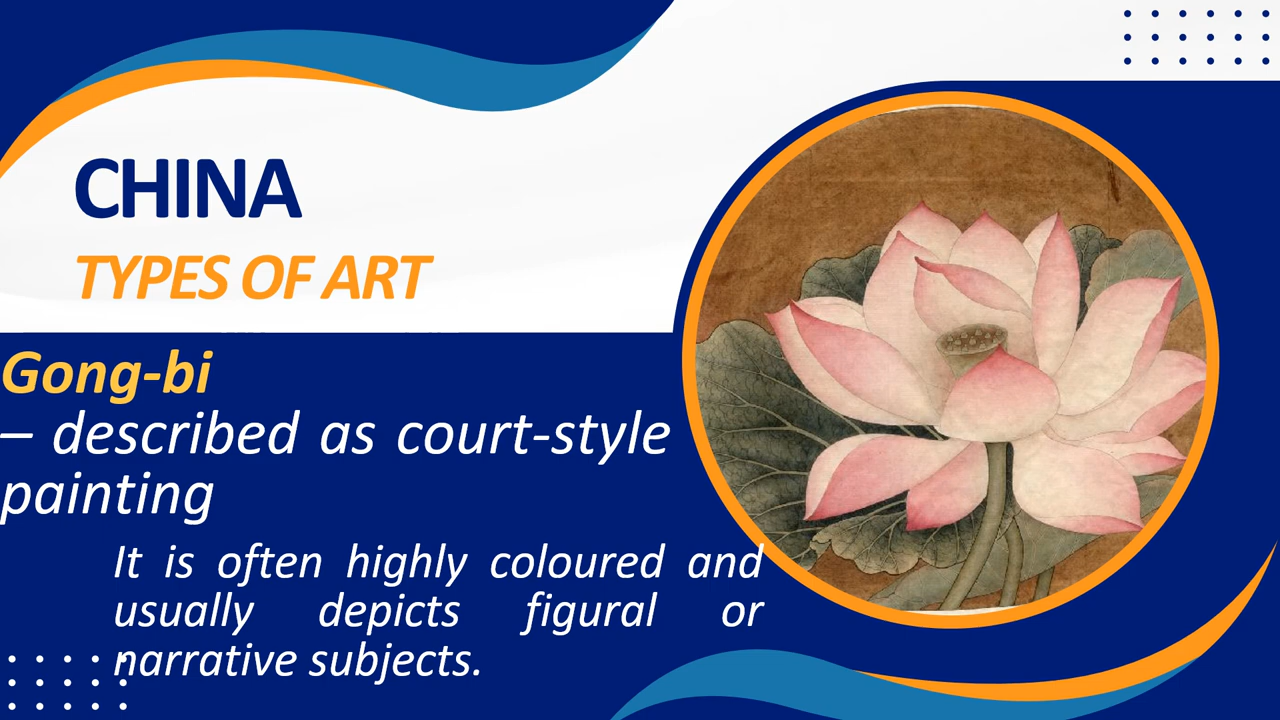 CHINA
TYPES OF ART
Gong-bi
– described as court-style
painting
It is often highly coloured and
usually depicts figural or
narrative subjects.